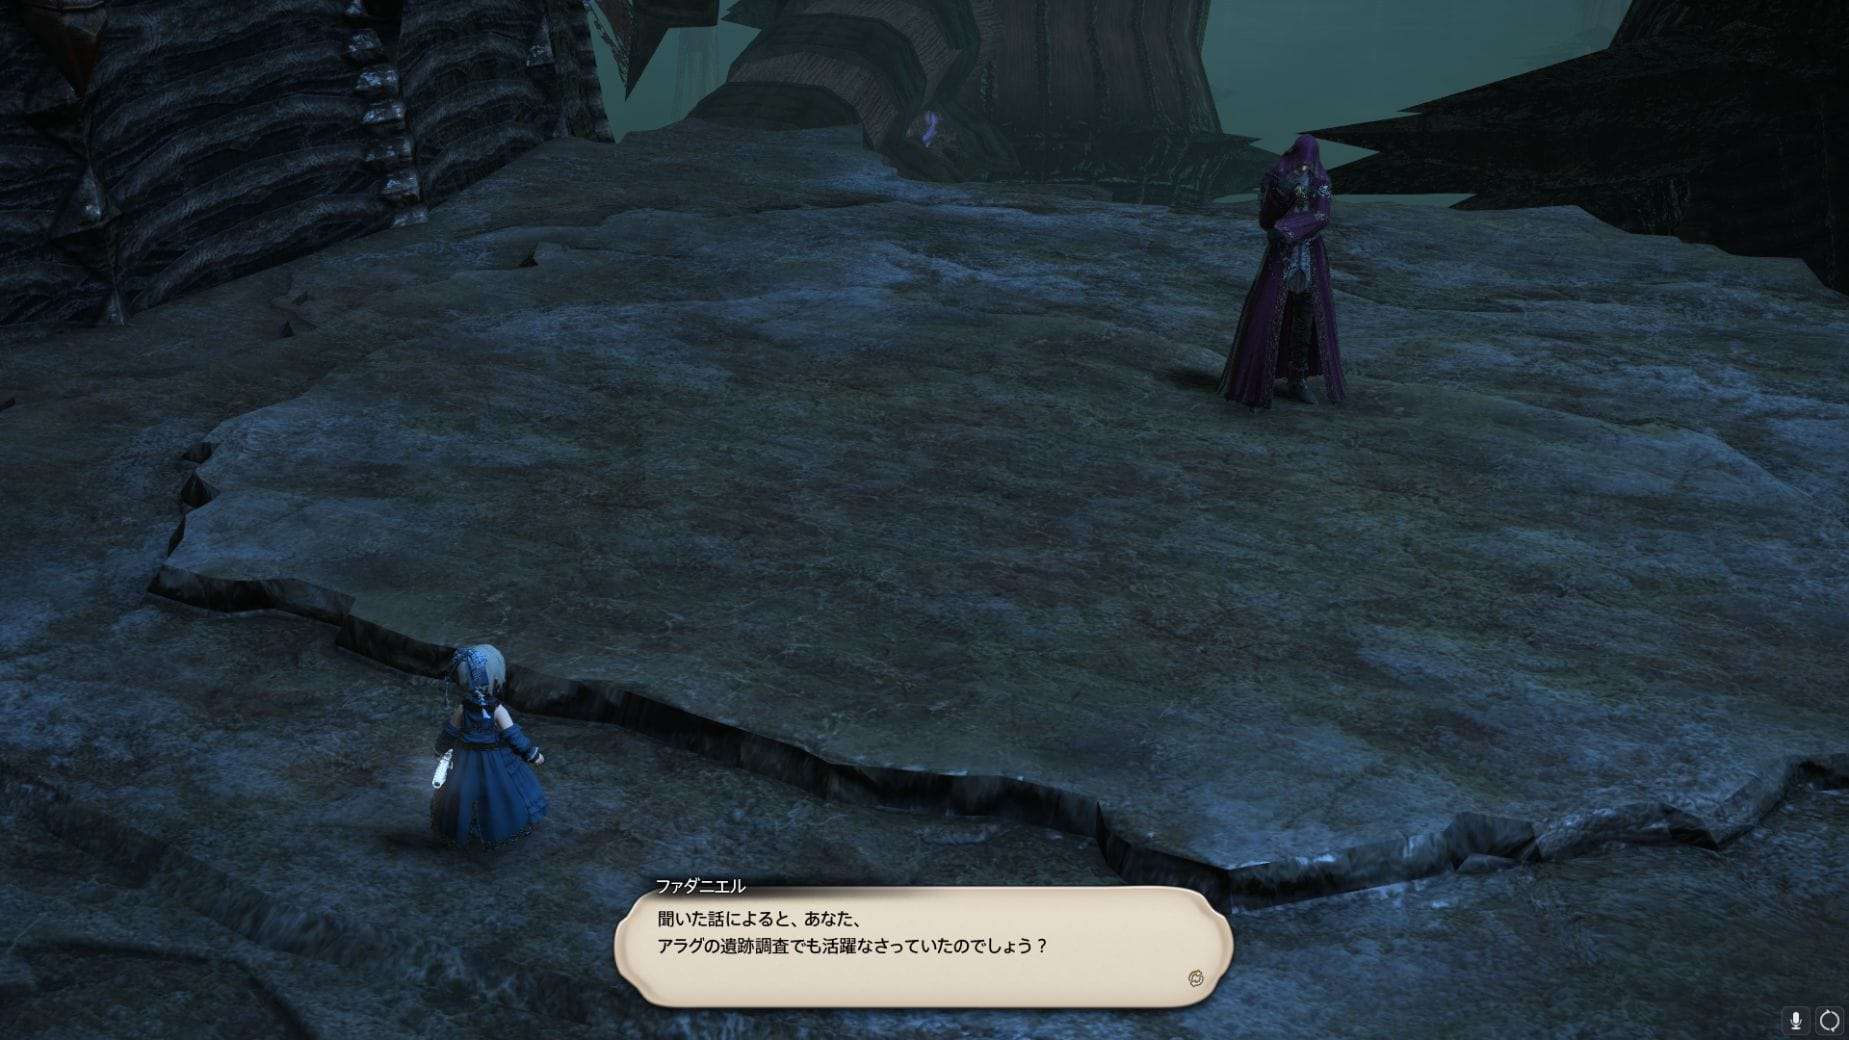 ファダニエル
聞いた話によると、あなた、
アラグの遺跡調査でも活躍なさっていたのでしょう？